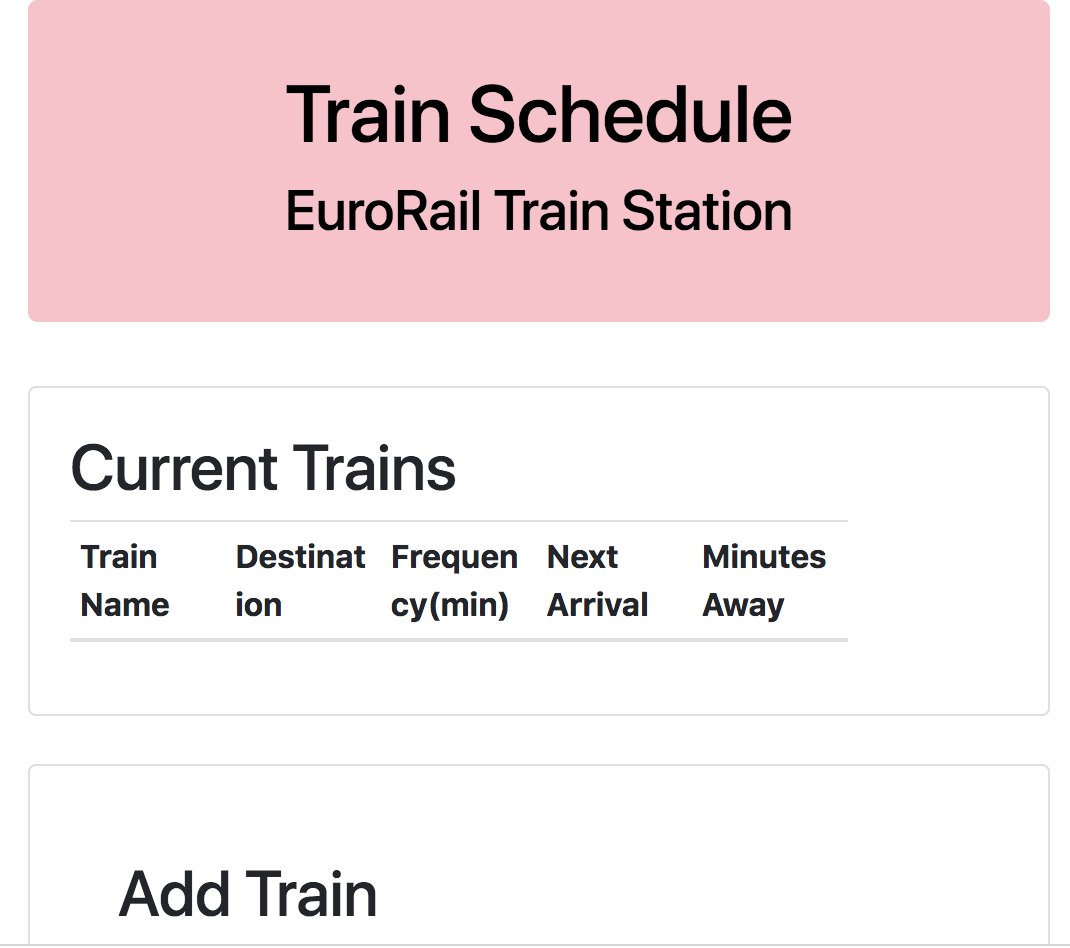 Train Schedule
EuroRail Train Station
Current Trains
Train Name Destination Frequency(min) Next Arrival Minutes Away
Add Train